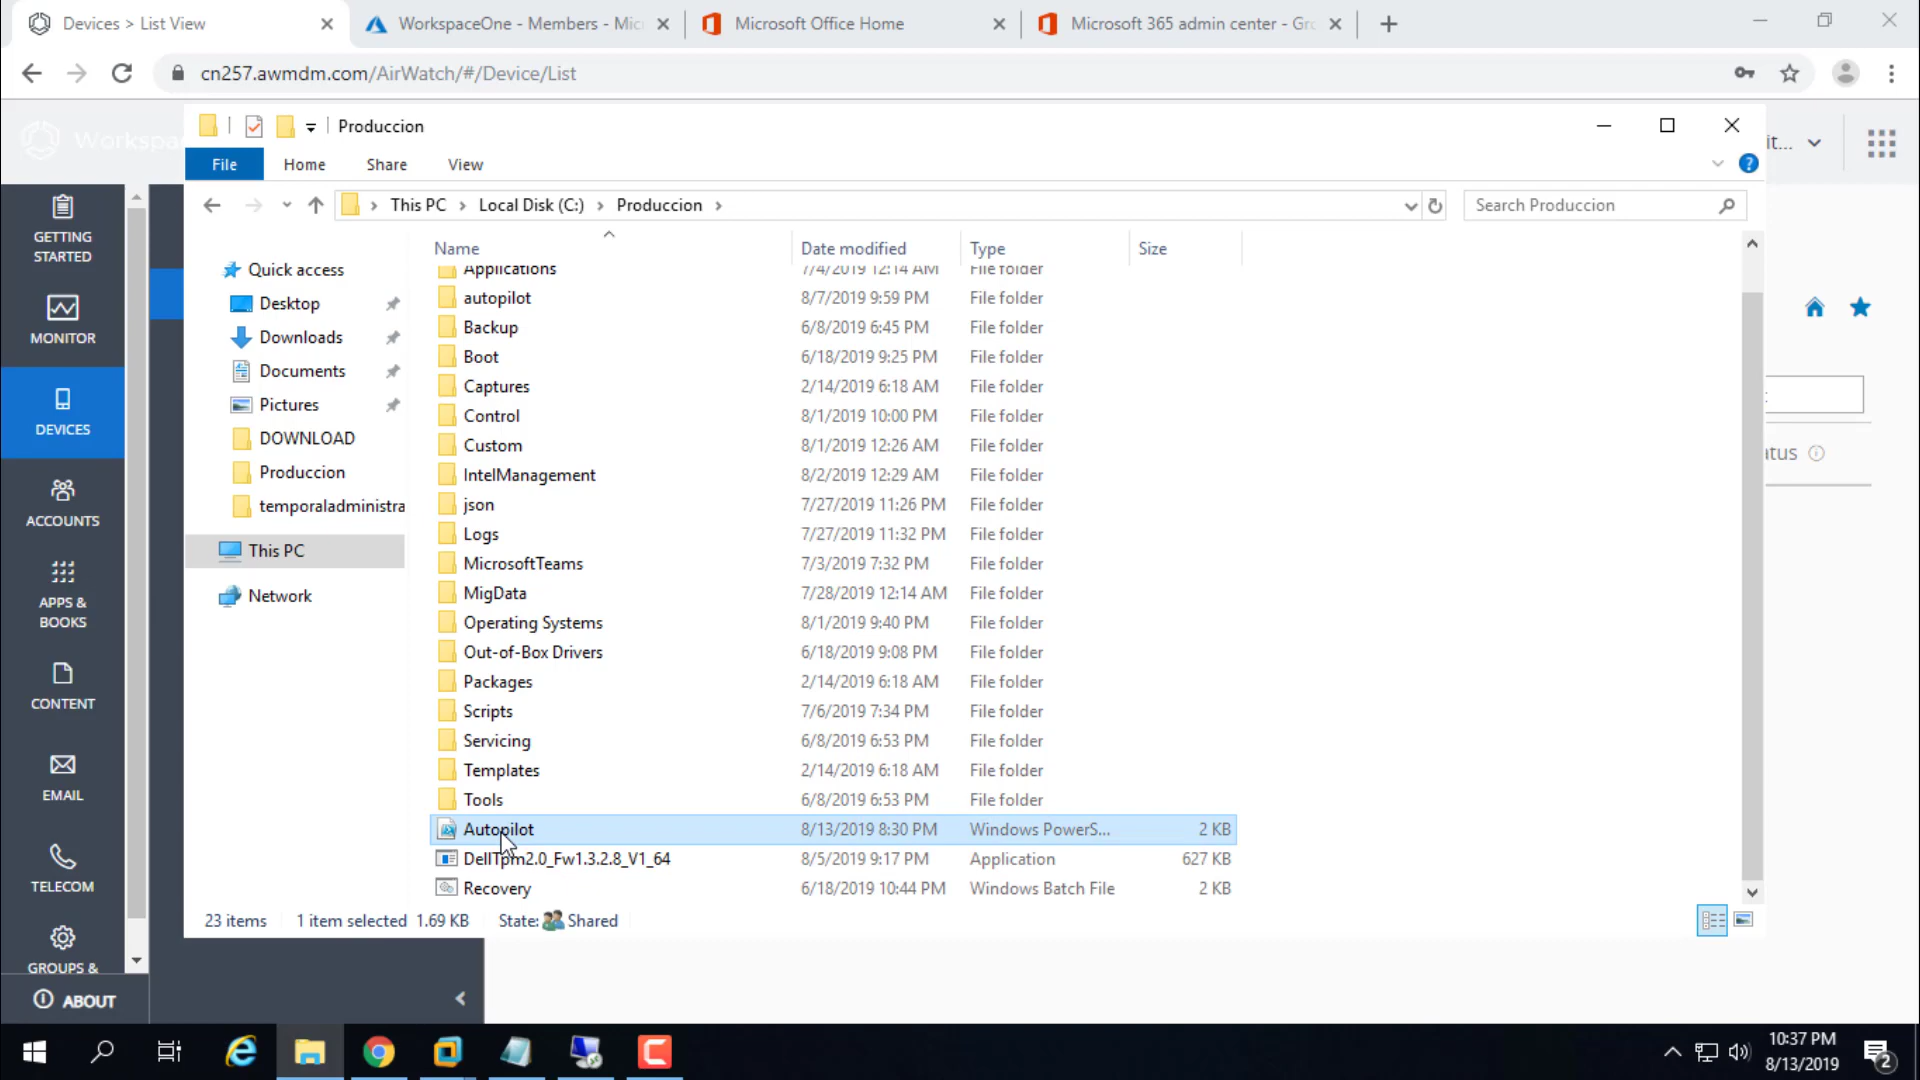 Devices > List View
WorkspaceOne - Members - Mic
Microsoft Office Home
Microsoft 365 admin center - Gro
cn257.awmdm.com/AirWatch/#/Device/List
Workspa
it...
Produccion
File
Home
Share
View
This PC > Local Disk (C:) > Produccion >
Search Produccion
GETTING
STARTED
MONITOR
DEVICES
ACCOUNTS
APPS &
BOOKS
CONTENT
EMAIL
TELECOM
GROUPS &
ABOUT
Quick access
Desktop
Downloads
Documents
Pictures
DOWNLOAD
Produccion
temporaladministra
This PC
Network
Name Date modified Type Size
Applications 7/4/2019 12:14 AM File folder
autopilot 8/7/2019 9:59 PM File folder
Backup 6/8/2019 6:45 PM File folder
Boot 6/18/2019 9:25 PM File folder
Captures 2/14/2019 6:18 AM File folder
Control 8/1/2019 10:00 PM File folder
Custom 8/1/2019 12:26 AM File folder
IntelManagement 8/2/2019 12:29 AM File folder
json 7/27/2019 11:26 PM File folder
Logs 7/27/2019 11:32 PM File folder
MicrosoftTeams 7/3/2019 7:32 PM File folder
MigData 7/28/2019 12:14 AM File folder
Operating Systems 8/1/2019 9:40 PM File folder
Out-of-Box Drivers 6/18/2019 9:08 PM File folder
Packages 2/14/2019 6:18 AM File folder
Scripts 7/6/2019 7:34 PM File folder
Servicing 6/8/2019 6:53 PM File folder
Templates 2/14/2019 6:18 AM File folder
Tools 6/8/2019 6:53 PM File folder
Autopilot 8/13/2019 8:30 PM Windows PowerS... 2 KB
DellTpm2.0_Fw1.3.2.8_V1_64 8/5/2019 9:17 PM Application 627 KB
Recovery 6/18/2019 10:44 PM Windows Batch File 2 KB
23 items 1 item selected 1.69 KB State: Shared
atus
10:37 PM
8/13/2019
2